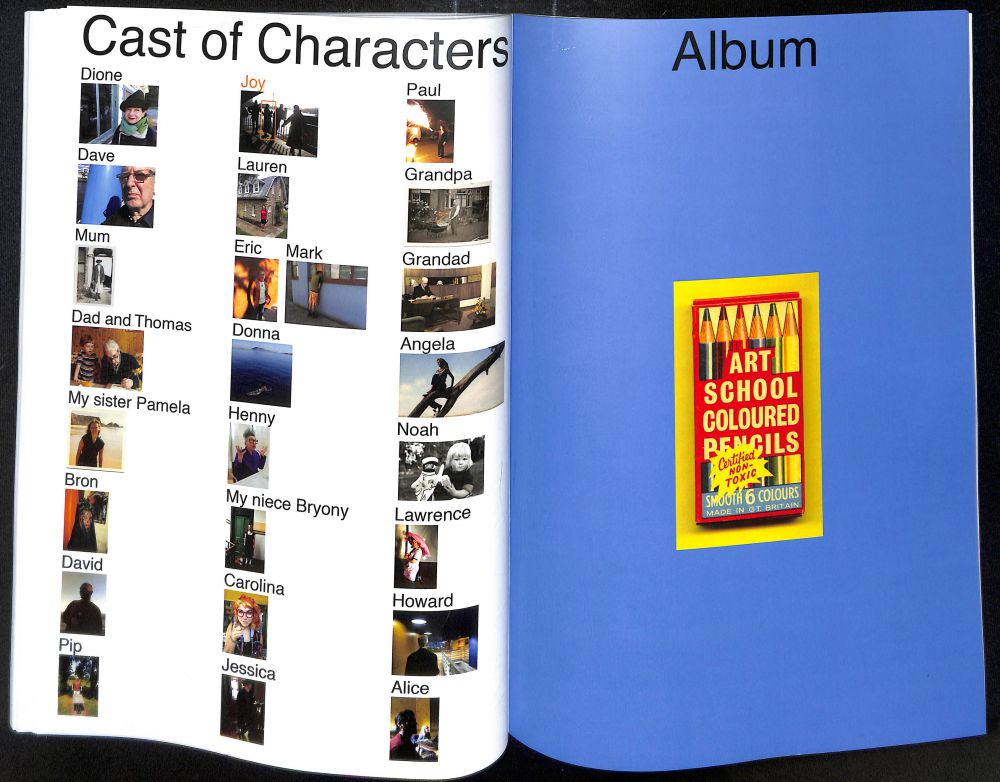 Cast of Characters
Dione
Dave
Mum
Dad and Thomas
My sister Pamela
Bron
David
Pip
Joy
Lauren
Eric
Mark
Donna
Henny
My niece Bryony
Carolina
Jessica
Paul
Grandpa
Grandad
Angela
Noah
Lawrence
Howard
Alice
Album
ART
SCHOOL
COLOURED
PENCILS
Certified
NON-
TOXIC
SMOOTH 6 COLOURS
MADE IN GT. BRITAIN